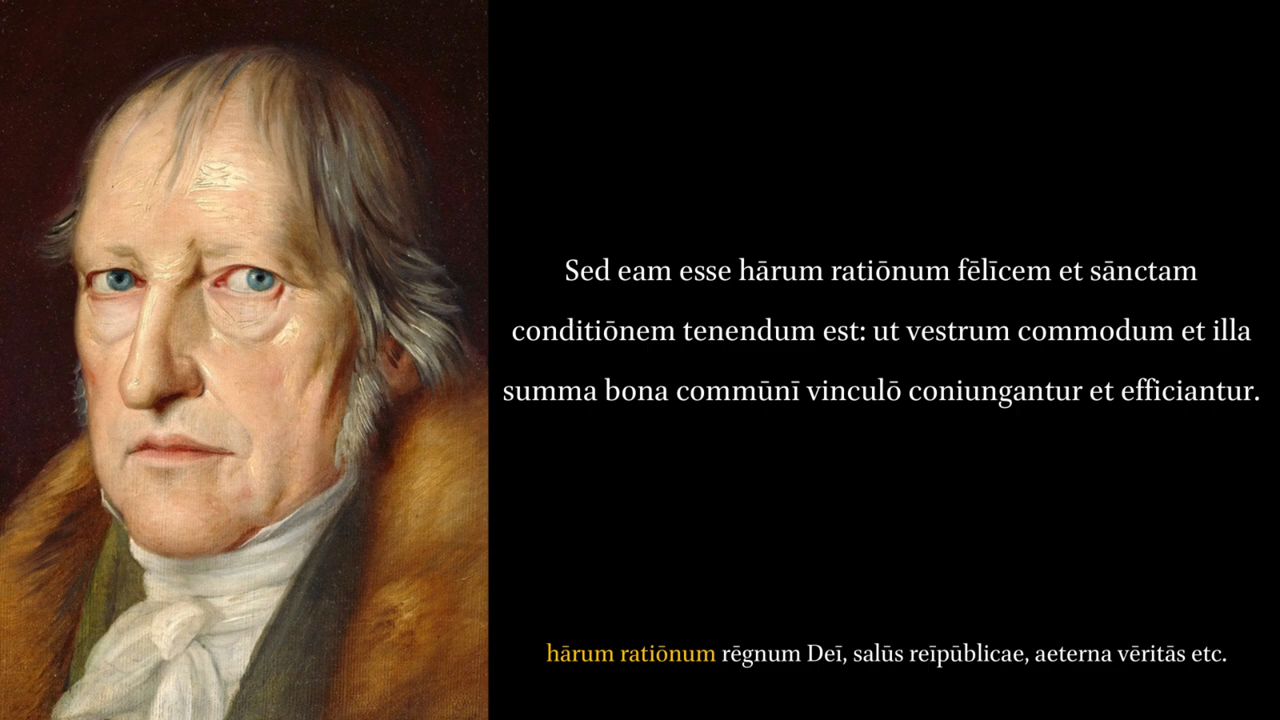 Sed eam esse hārum ratiōnum fēlīcem et sānctam
conditiōnem tenendum est: ut vestrum commodum et illa
summa bona commūnī vinculō coniungantur et efficiantur.
hārum ratiōnum rēgnum Deī, salūs reīpūblicae, aeterna vēritās etc.